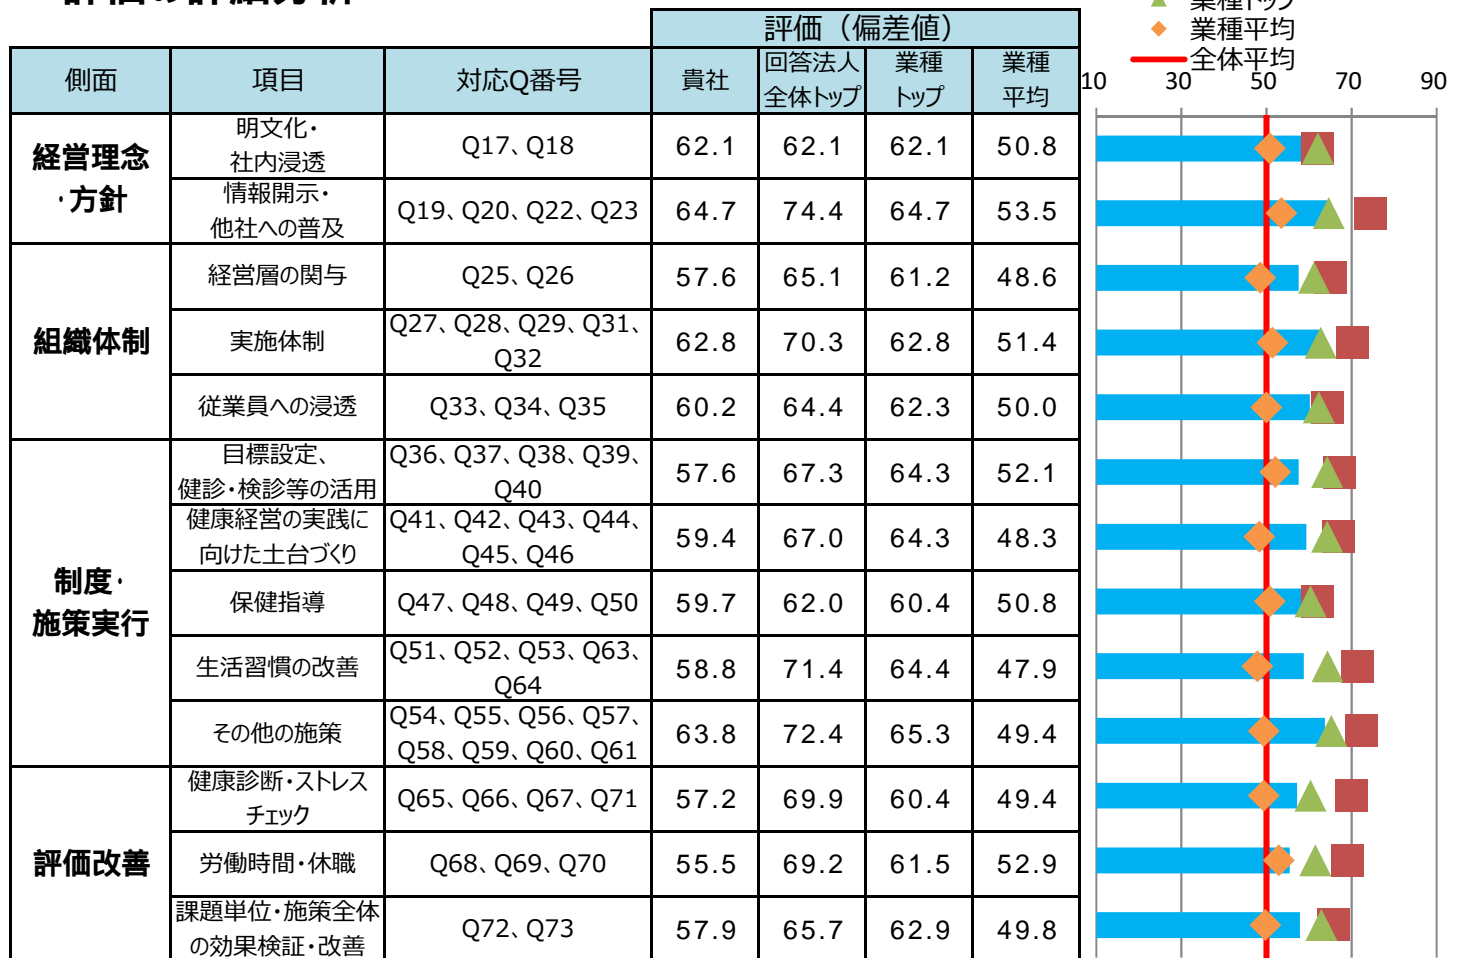 評価の詳細分析
業種トップ
業種平均
全体平均
評価（偏差値）
側面 項目 対応Q番号 貴社 回答法人 業種 業種
全体トップ トップ 平均
10 30 50 70 90
経営理念
・方針
明文化・
社内浸透
Q17、Q18 62.1 62.1 62.1 50.8
情報開示・
他社への普及
Q19、Q20、Q22、Q23 64.7 74.4 64.7 53.5
組織体制
経営層の関与 Q25、Q26 57.6 65.1 61.2 48.6
実施体制
Q27、Q28、Q29、Q31、
Q32
62.8 70.3 62.8 51.4
従業員への浸透 Q33、Q34、Q35 60.2 64.4 62.3 50.0
制度・
施策実行
目標設定、
健診・検診等の活用
Q36、Q37、Q38、Q39、
Q40
57.6 67.3 64.3 52.1
健康経営の実践に
向けた土台づくり
Q41、Q42、Q43、Q44、
Q45、Q46
59.4 67.0 64.3 48.3
保健指導 Q47、Q48、Q49、Q50 59.7 62.0 60.4 50.8
生活習慣の改善
Q51、Q52、Q53、Q63、
Q64
58.8 71.4 64.4 47.9
その他の施策
Q54、Q55、Q56、Q57、
Q58、Q59、Q60、Q61
63.8 72.4 65.3 49.4
評価改善
健康診断・ストレス
チェック
Q65、Q66、Q67、Q71 57.2 69.9 60.4 49.4
労働時間・休職 Q68、Q69、Q70 55.5 69.2 61.5 52.9
課題単位・施策全体
の効果検証・改善
Q72、Q73 57.9 65.7 62.9 49.8